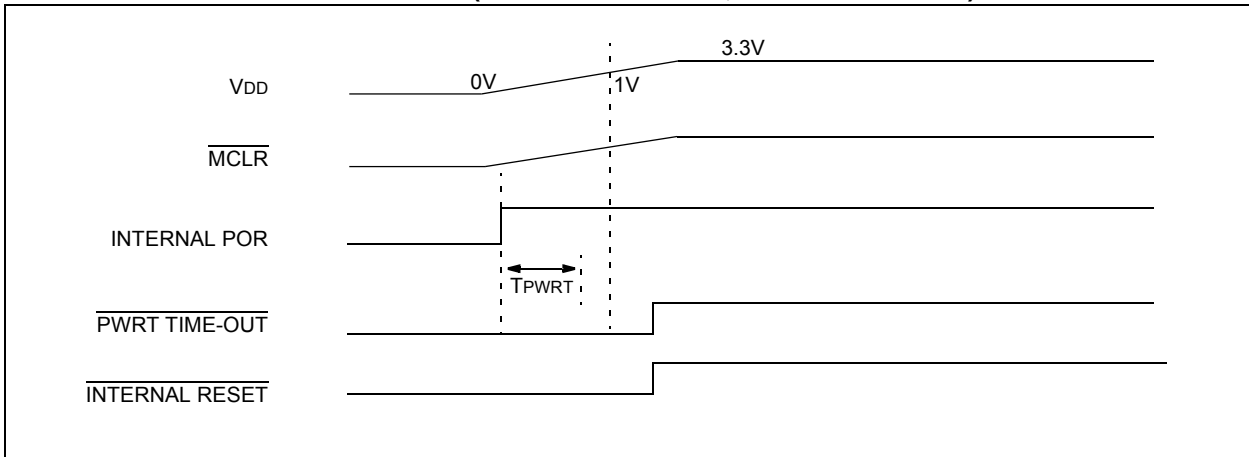 3.3V
VDD
0V
1V
MCLR
INTERNAL POR
TPWRT
PWRT TIME-OUT
INTERNAL RESET